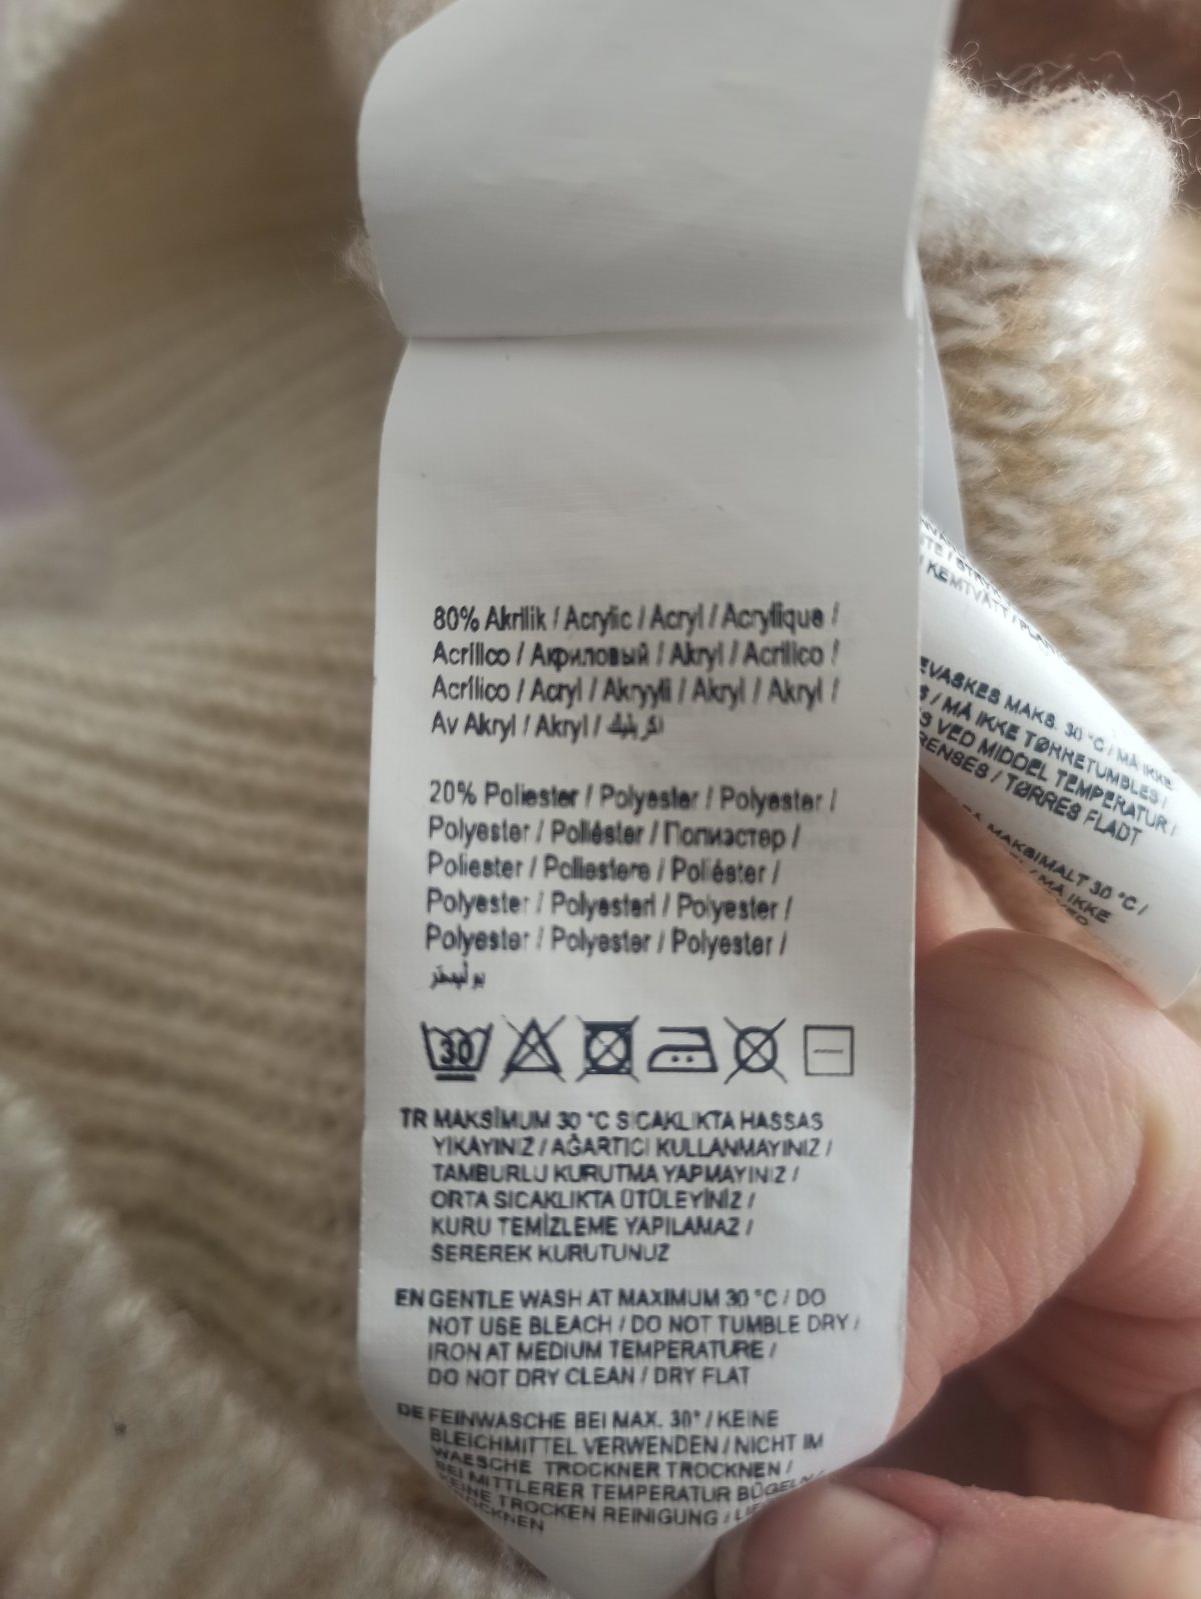 80% Akrilik / Acrylic / Acryl / Acrylique /
Acrílico / Акриловый / Akryl / Acrilico /
Acrílico / Acryl / Akryyli / Akryl / Akryl /
Av Akryl / Akryl / اكريليك
20% Poliester / Polyester / Polyester /
Polyester / Poliéster / Полиэстер /
Poliester / Poliestere / Poliéster /
Polyester / Polyesteri / Polyester /
Polyester / Polyester / Polyester /
30
TR MAKSİMUM 30 °C SICAKLIKTA HASSAS
YIKAYINIZ / AĞARTICI KULLANMAYINIZ /
TAMBURLU KURUTMA YAPMAYINIZ /
ORTA SICAKLIKTA ÜTÜLEYİNİZ /
KURU TEMİZLEME YAPILAMAZ /
SEREREK KURUTUNUZ
EN GENTLE WASH AT MAXIMUM 30 °C / DO
NOT USE BLEACH / DO NOT TUMBLE DRY /
IRON AT MEDIUM TEMPERATURE /
DO NOT DRY CLEAN / DRY FLAT
DE FEINWASCHE BEI MAX. 30° / KEINE
BLEICHMITTEL VERWENDEN / NICHT IM
WAESCHE TROCKNER TROCKNEN /
BEI MITTLERER TEMPERATUR BÜGELN /
KEINE TROCKEN REINIGUNG /
/ KEMTVÄTT /
MAKS. 30 °C / MÅ IKKE
/ MÅ IKKE TØRRETUMBLES /
VED MIDDEL TEMPERATUR /
/ TØRRES FLADT
MAKSIMALT 30 °C /
/ MÅ IKKE